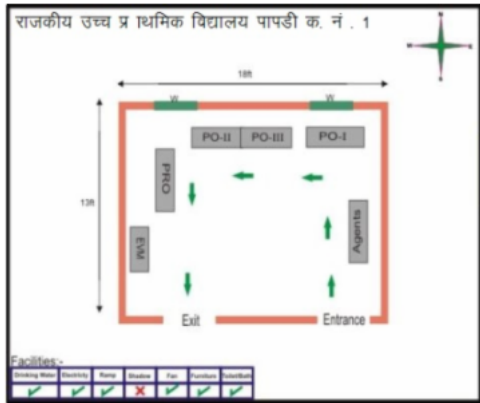 राजकीय उच्च प्राथमिक विद्यालय पापडी क. नं . 1
N
W E
S
18ft
W W
PO-II PO-III PO-I
13ft
PRO
Agents
EVM
Exit Entrance
Facilities:-
Drinking Water Electricity Ramp Shadow Fan Furniture Toilet/Bath